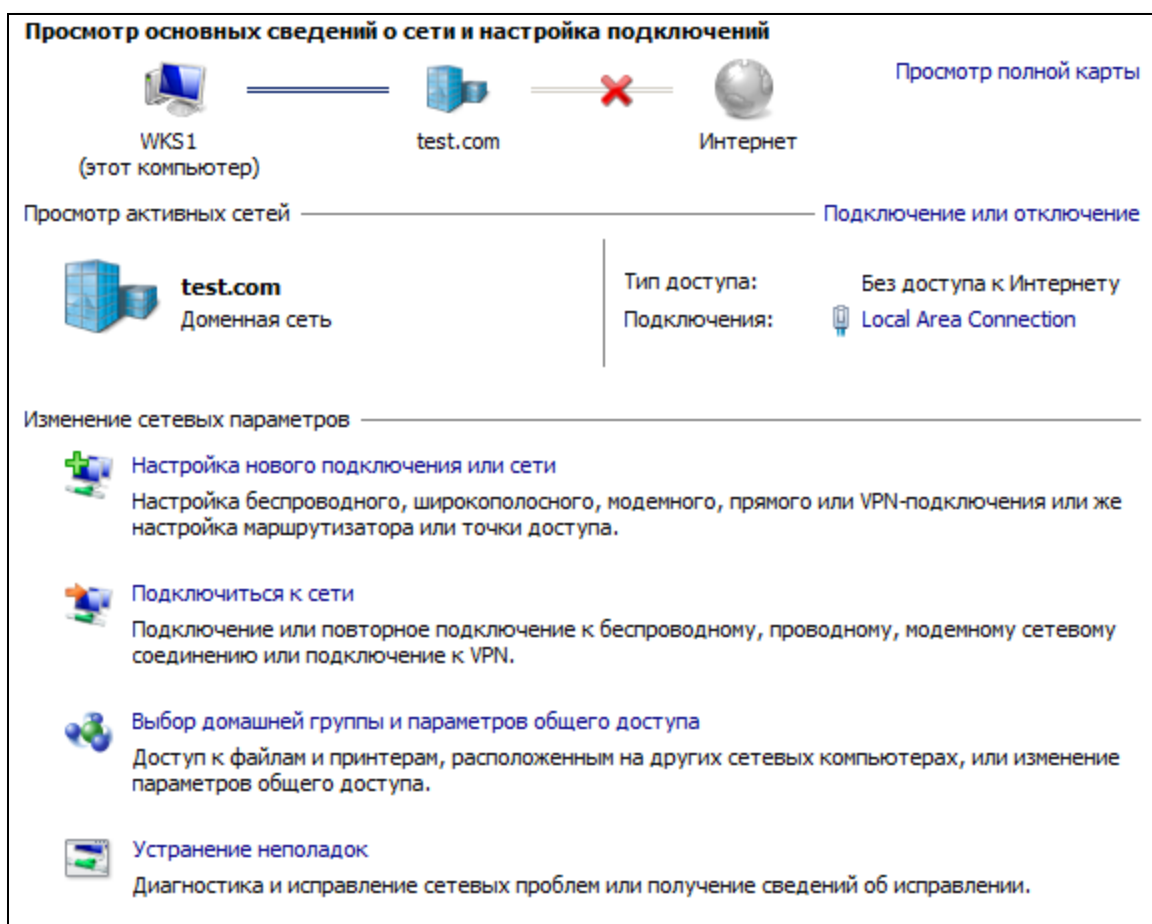 Просмотр основных сведений о сети и настройка подключений
Просмотр полной карты
WKS1
(этот компьютер)
test.com
Интернет
Просмотр активных сетей
Подключение или отключение
test.com
Доменная сеть
Тип доступа: Без доступа к Интернету
Подключения: Local Area Connection
Изменение сетевых параметров
Настройка нового подключения или сети
Настройка беспроводного, широкополосного, модемного, прямого или VPN-подключения или же
настройка маршрутизатора или точки доступа.
Подключиться к сети
Подключение или повторное подключение к беспроводному, проводному, модемному сетевому
соединению или подключение к VPN.
Выбор домашней группы и параметров общего доступа
Доступ к файлам и принтерам, расположенным на других сетевых компьютерах, или изменение
параметров общего доступа.
Устранение неполадок
Диагностика и исправление сетевых проблем или получение сведений об исправлении.